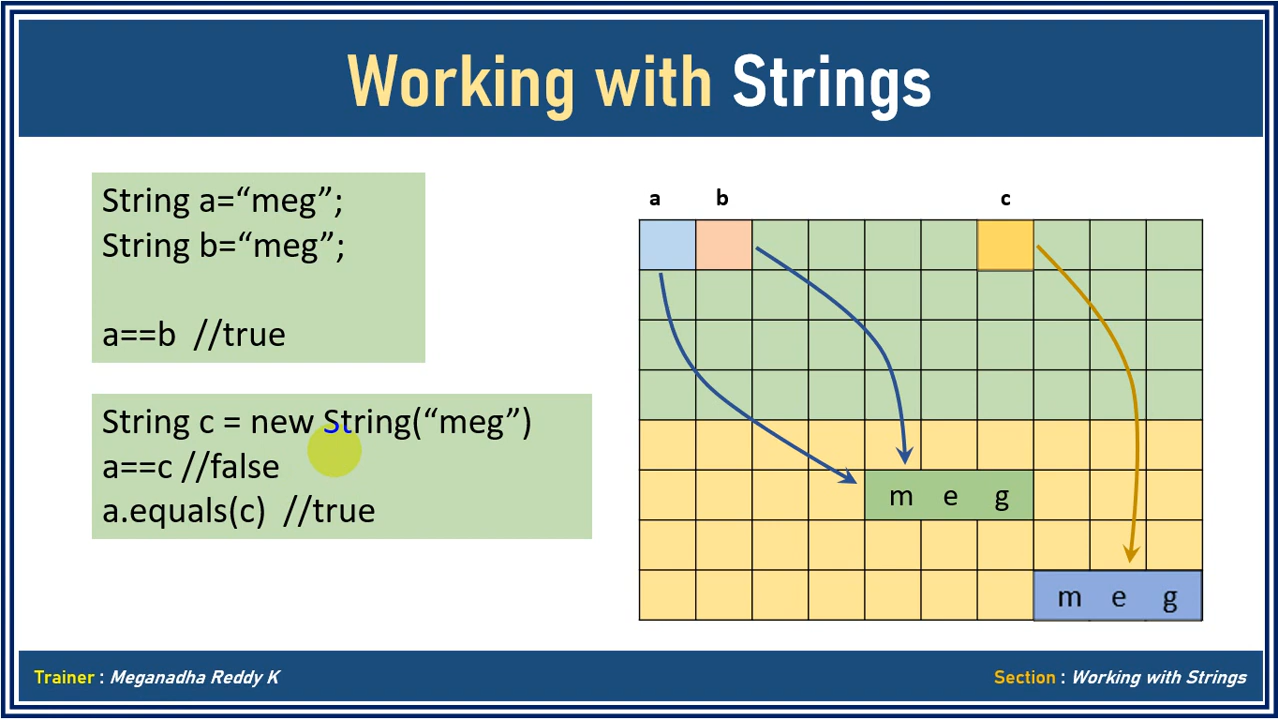 Working with Strings
String a=“meg”;
String b=“meg”;
a==b //true
String c = new String(“meg”)
a==c //false
a.equals(c) //true
a b c
m e g
m e g
Trainer : Meganadha Reddy K
Section : Working with Strings